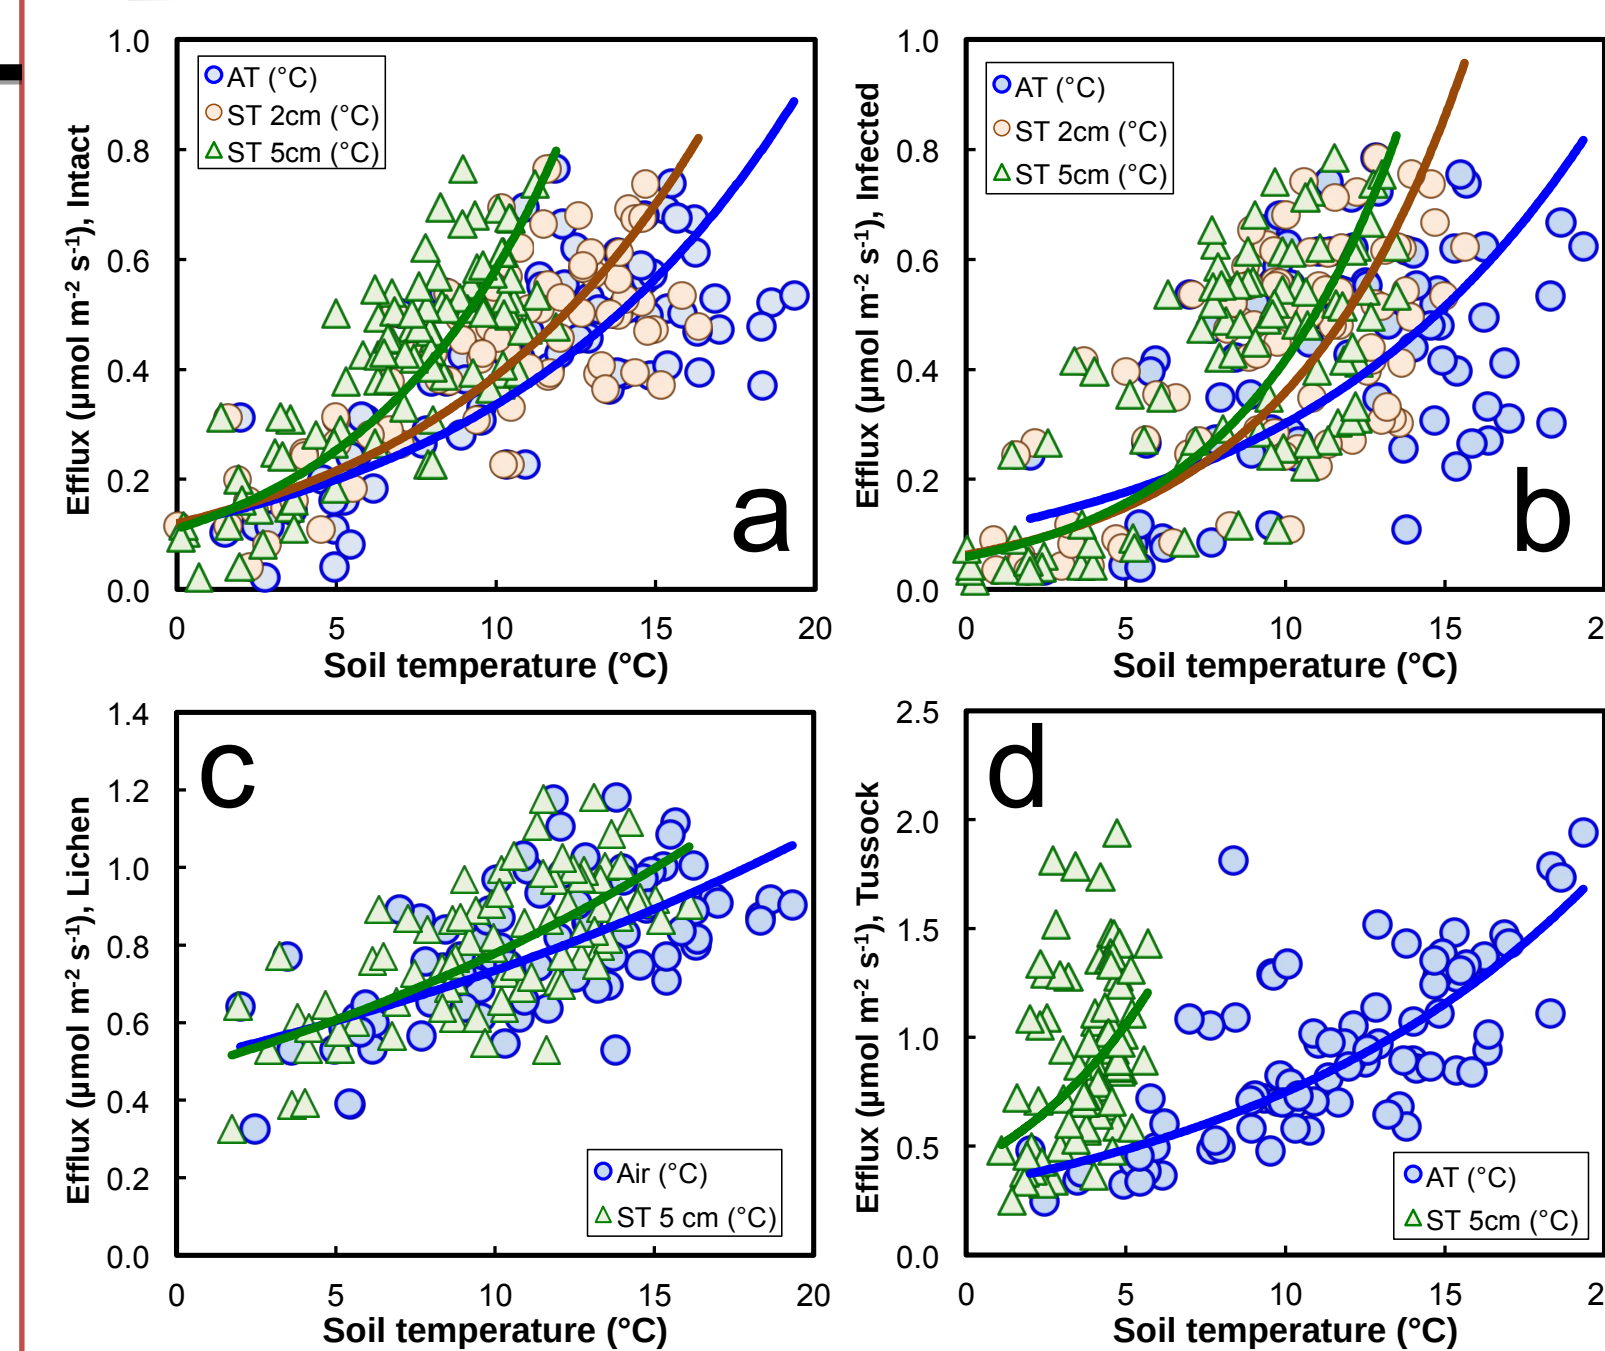 1.0
0.8
0.6
0.4
0.2
0.0
0 5 10 15 20
Efflux (µmol m-2 s-1), Intact
Soil temperature (°C)
AT (°C)
ST 2cm (°C)
ST 5cm (°C)
a
1.0
0.8
0.6
0.4
0.2
0.0
0 5 10 15 2
Efflux (µmol m-2 s-1), Infected
Soil temperature (°C)
AT (°C)
ST 2cm (°C)
ST 5cm (°C)
b
1.4
1.2
1.0
0.8
0.6
0.4
0.2
0.0
0 5 10 15 20
Efflux (µmol m-2 s-1), Lichen
Soil temperature (°C)
c
Air (°C)
ST 5 cm (°C)
2.5
2.0
1.5
1.0
0.5
0.0
0 5 10 15 2
Efflux (µmol m-2 s-1), Tussock
Soil temperature (°C)
d
AT (°C)
ST 5cm (°C)